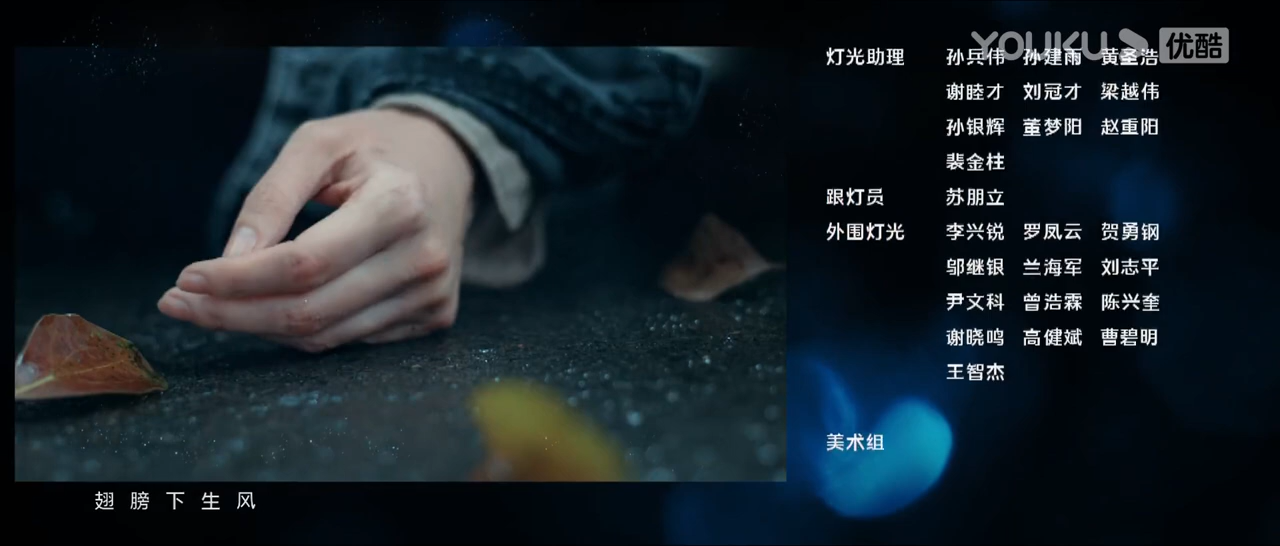 YOUKU 优酷
灯光助理 孙兵伟 孙建雨 黄圣浩
谢睦才 刘冠才 梁越伟
孙银辉 董梦阳 赵重阳
裴金柱
跟灯员 苏朋立
外围灯光 李兴锐 罗凤云 贺勇钢
邬继银 兰海军 刘志平
尹文科 曾浩霖 陈兴奎
谢晓鸣 高健斌 曹碧明
王智杰
美术组
翅膀下生风